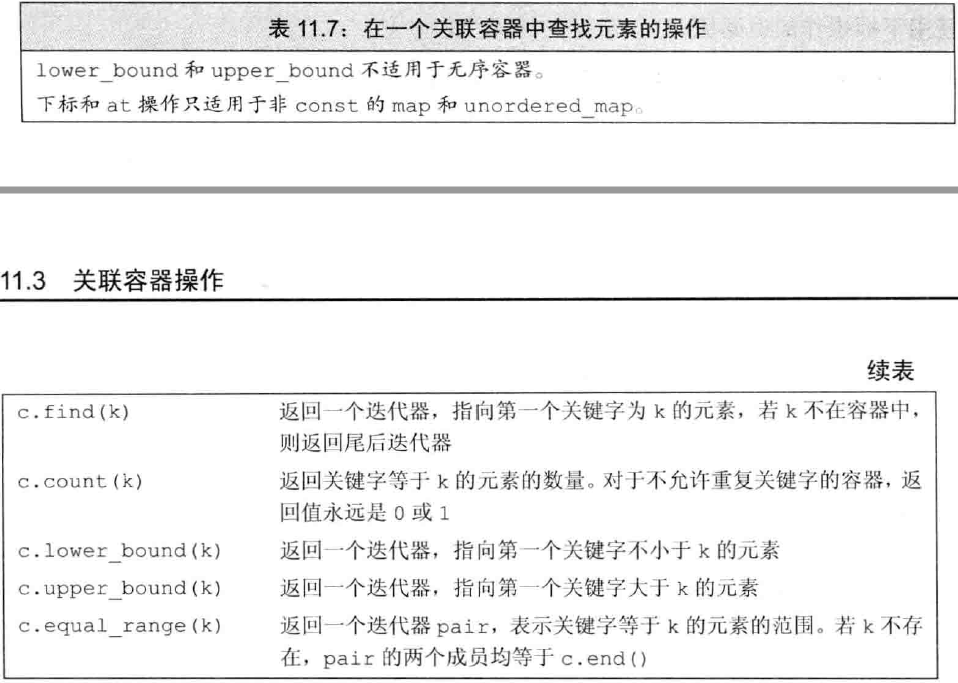 表 11.7：在一个关联容器中查找元素的操作
lower_bound 和 upper_bound 不适用于无序容器。
下标和 at 操作只适用于非 const 的 map 和 unordered_map。
11.3 关联容器操作
续表
c.find(k) 返回一个迭代器，指向第一个关键字为 k 的元素，若 k 不在容器中，
则返回尾后迭代器
c.count(k) 返回关键字等于 k 的元素的数量。对于不允许重复关键字的容器，返
回值永远是 0 或 1
c.lower_bound(k) 返回一个迭代器，指向第一个关键字不小于 k 的元素
c.upper_bound(k) 返回一个迭代器，指向第一个关键字大于 k 的元素
c.equal_range(k) 返回一个迭代器 pair，表示关键字等于 k 的元素的范围。若 k 不存
在，pair 的两个成员均等于 c.end()